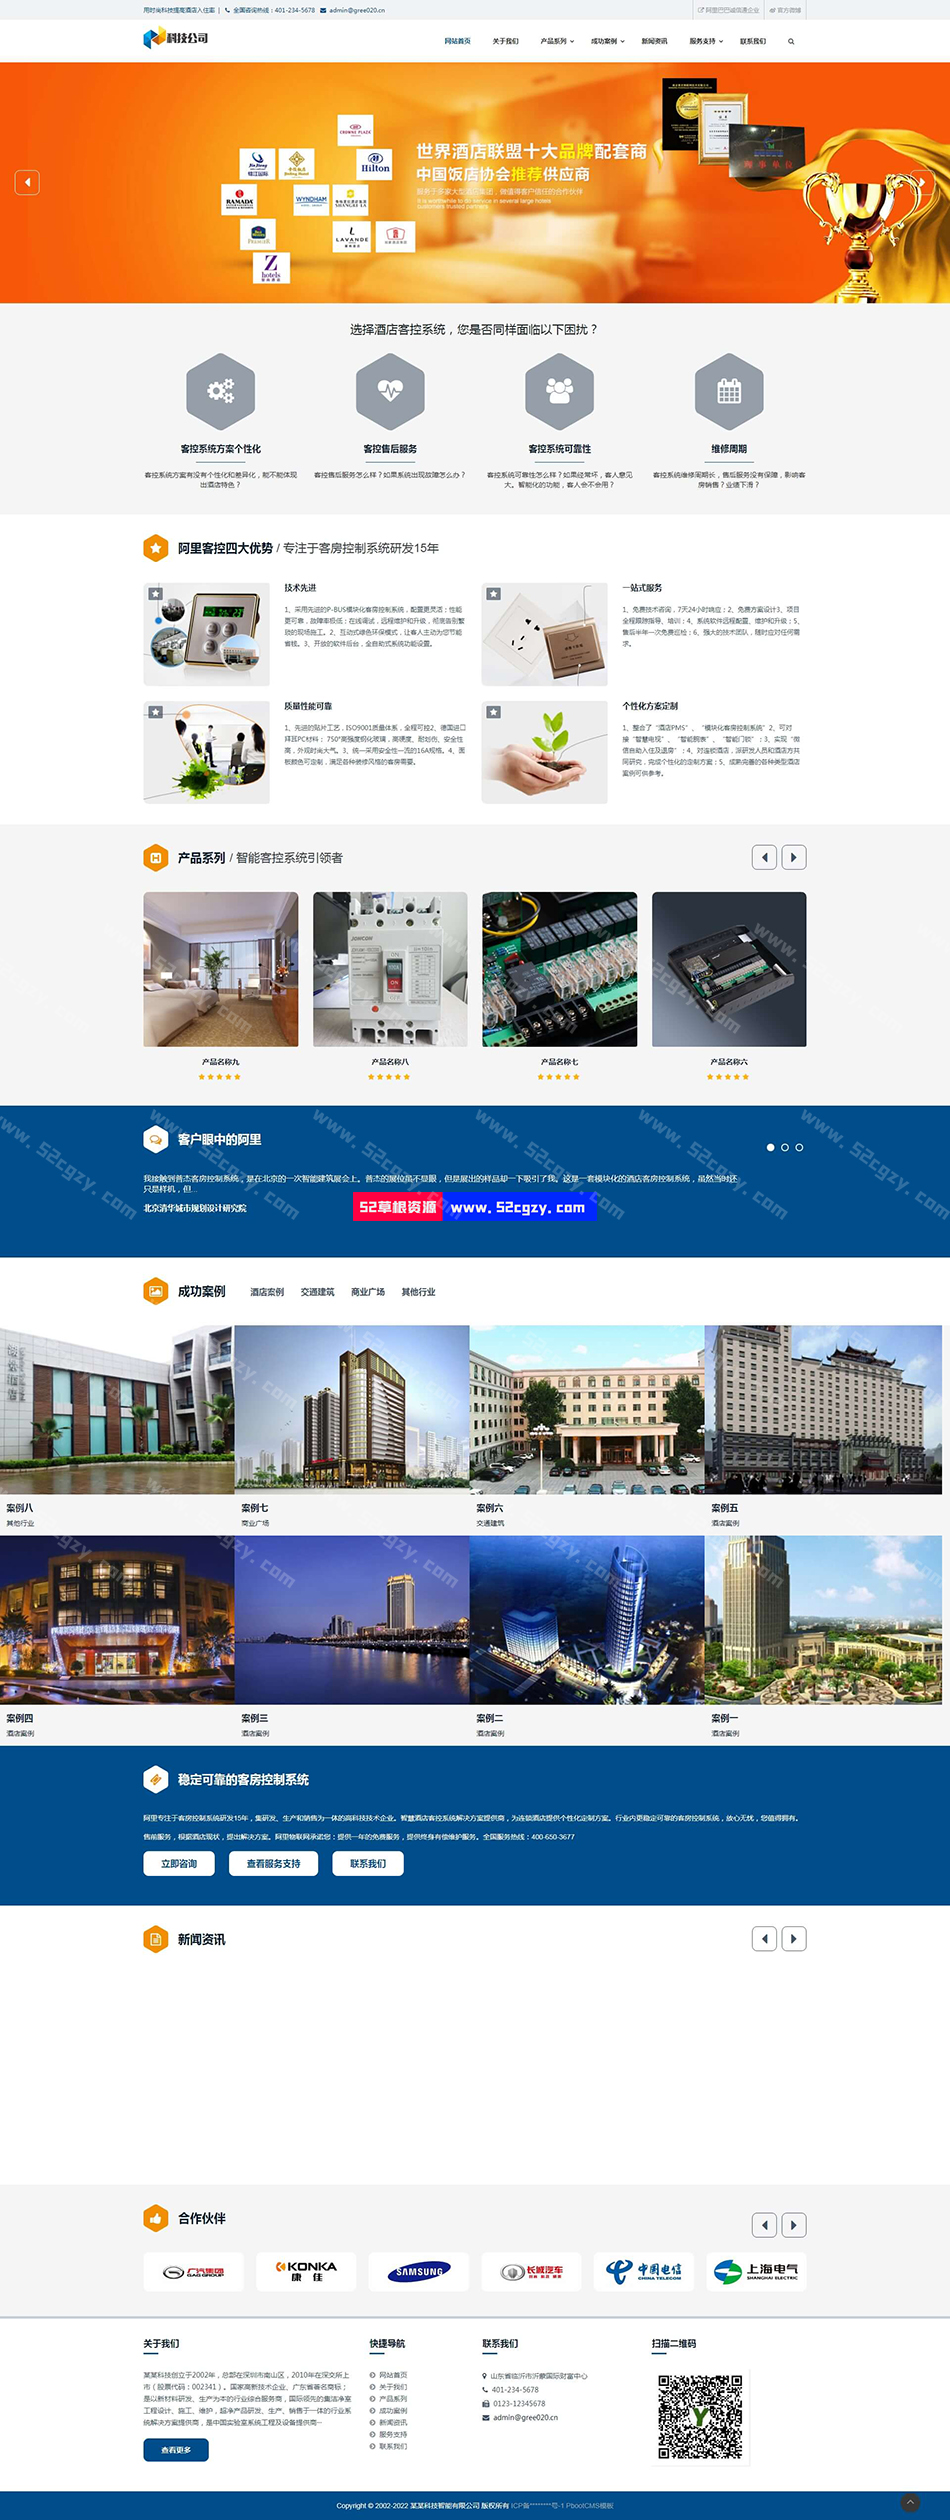 用时尚科技提高酒店入住率 | 全国咨询热线：401-234-5678 admin@gree020.cn
阿里巴巴诚信通企业 官方微博
科技公司
网站首页 关于我们 产品系列 成功案例 新闻资讯 服务支持 联系我们
CROWNE PLAZA
锦江国际
Hilton
RAMADA
WYNDHAM
SHANGRI-LA
BEST WESTERN PREMIER
LAVANDE
Z hotels
世界酒店联盟十大品牌配套商
中国饭店协会推荐供应商
服务于多家大型酒店集团，做值得客户信任的合作伙伴
It is worthwhile to do service in several large hotels
customers trusted partners
理事单位
选择酒店客控系统，您是否同样面临以下困扰？
客控系统方案个性化
客控售后服务
客控系统可靠性
维修周期
客控系统方案有没有个性化和差异化，能不能体现
出酒店特色？
客控售后服务怎么样？如果系统出现故障怎么办？
客控系统可靠性怎么样？如果经常坏，客人意见
大。智能化的功能，客人会不会用？
客控系统维修周期长，售后服务没有保障，影响客
房销售？业绩下滑？
阿里客控四大优势 / 专注于客房控制系统研发15年
技术先进
1、采用先进的P-BUS模块化客房控制系统，配置更灵活；性能
更可靠，故障率极低；在线调试，远程维护和升级，彻底告别繁
琐的现场施工。2、互动式绿色环保模式，让客人主动为您节能
省钱。3、开放的软件后台，全自助式系统功能设置。
一站式服务
1、免费技术咨询，7天24小时响应；2、免费方案设计3、项目
全程跟踪指导、培训；4、系统软件远程配置、维护和升级；5、
售后半年一次免费巡检；6、强大的技术团队，随时应对任何需
求。
质量性能可靠
1、先进的贴片工艺，ISO9001质量体系，全程可控2、德国进口
拜耳PC材料；750°高强度钢化玻璃，高硬度、耐划伤、安全性
高，外观时尚大气。3、统一采用安全性一流的16A规格。4、面
板颜色可定制，满足各种装修风格的客房需要。
个性化方案定制
1、整合了“酒店PMS”、“模块化客房控制系统”2、可对
接“智慧电视”、“智能腕表”、“智能门锁”；3、实现“微
信自助入住及退房”；4、对连锁酒店，派研发人员和酒店方共
同研究，完成个性化的定制方案；5、成熟完善的各种类型酒店
案例可供参考。
产品系列 / 智能客控系统引领者
产品名称九
产品名称八
产品名称七
产品名称六
客户眼中的阿里
我接触到普杰客房控制系统，是在北京的一次智能建筑展会上。普杰的展位虽不显眼，但是展出的样品却一下吸引了我。这是一套模块化的酒店客房控制系统，虽然当时还
只是样机，但...
北京清华城市规划设计研究院
52草根资源 www.52cgzy.com
成功案例 酒店案例 交通建筑 商业广场 其他行业
案例八
其他行业
案例七
商业广场
案例六
交通建筑
案例五
酒店案例
案例四
酒店案例
案例三
酒店案例
案例二
酒店案例
案例一
酒店案例
稳定可靠的客房控制系统
阿里专注于客房控制系统研发15年，集研发、生产和销售为一体的高科技技术企业。智慧酒店客控系统解决方案提供商，为连锁酒店提供个性化定制方案。行业内更稳定可靠的客房控制系统，放心无忧，您值得拥有。
售前服务，根据酒店现状，提出解决方案。阿里物联网承诺您：提供一年的免费服务，提供终身有偿维护服务。全国服务热线：400-650-3677
立即咨询 查看服务支持 联系我们
新闻资讯
合作伙伴
广汽集团
GAC GROUP
KONKA
康佳
SAMSUNG
长城汽车
中国电信
CHINA TELECOM
上海电气
SHANGHAI ELECTRIC
关于我们
某某科技创立于2002年，总部在深圳市南山区，2010年在深交所上
市（股票代码：002341）。国家高新技术企业、广东省著名商标；
是以新材料研发、生产为本的行业综合服务商，国际领先的集洁净室
工程设计、施工、维护，超净产品研发、生产、销售于一体的行业系
统解决方案提供商，是中国实验室系统工程及设备提供商一
查看更多
快捷导航
网站首页
关于我们
产品系列
成功案例
新闻资讯
服务支持
联系我们
联系我们
山东省临沂市沂蒙国际财富中心
401-234-5678
0123-12345678
admin@gree020.cn
扫描二维码
Copyright © 2002-2022 某某科技智能有限公司 版权所有 ICP备********号-1 PbootCMS模板